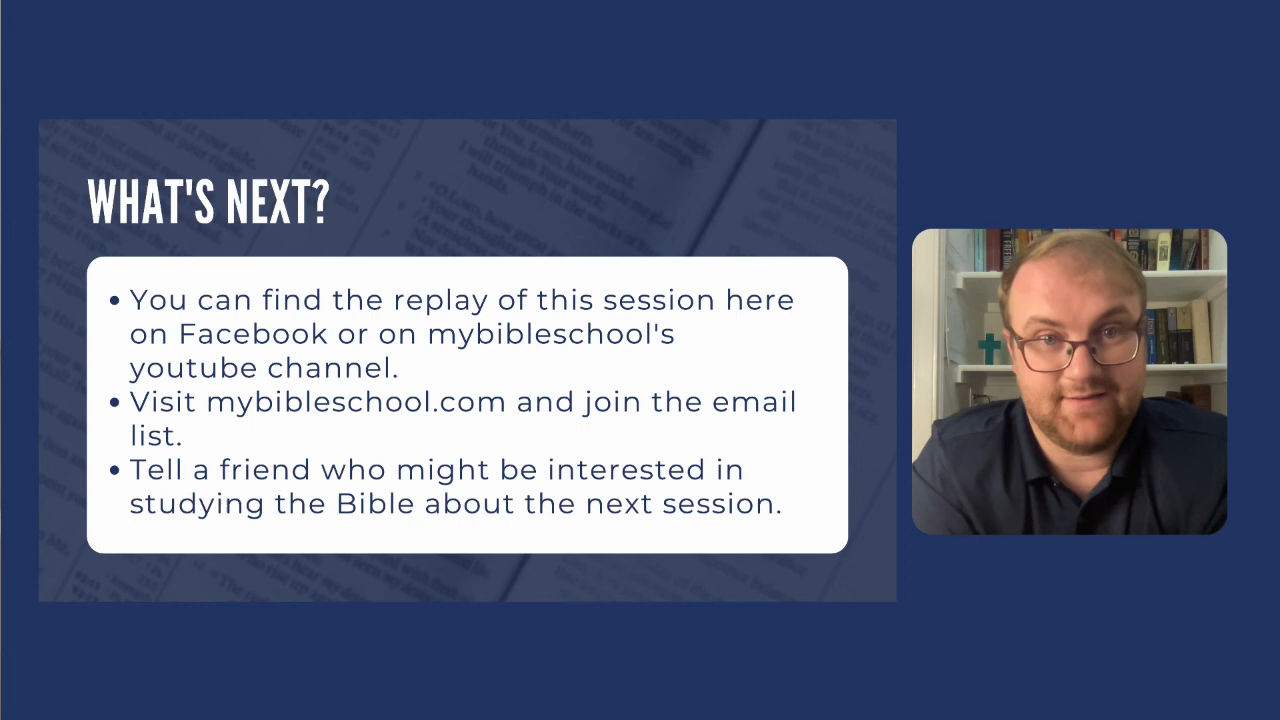 WHAT'S NEXT?
• You can find the replay of this session here
on Facebook or on mybibleschool's
youtube channel.
• Visit mybibleschool.com and join the email
list.
• Tell a friend who might be interested in
studying the Bible about the next session.